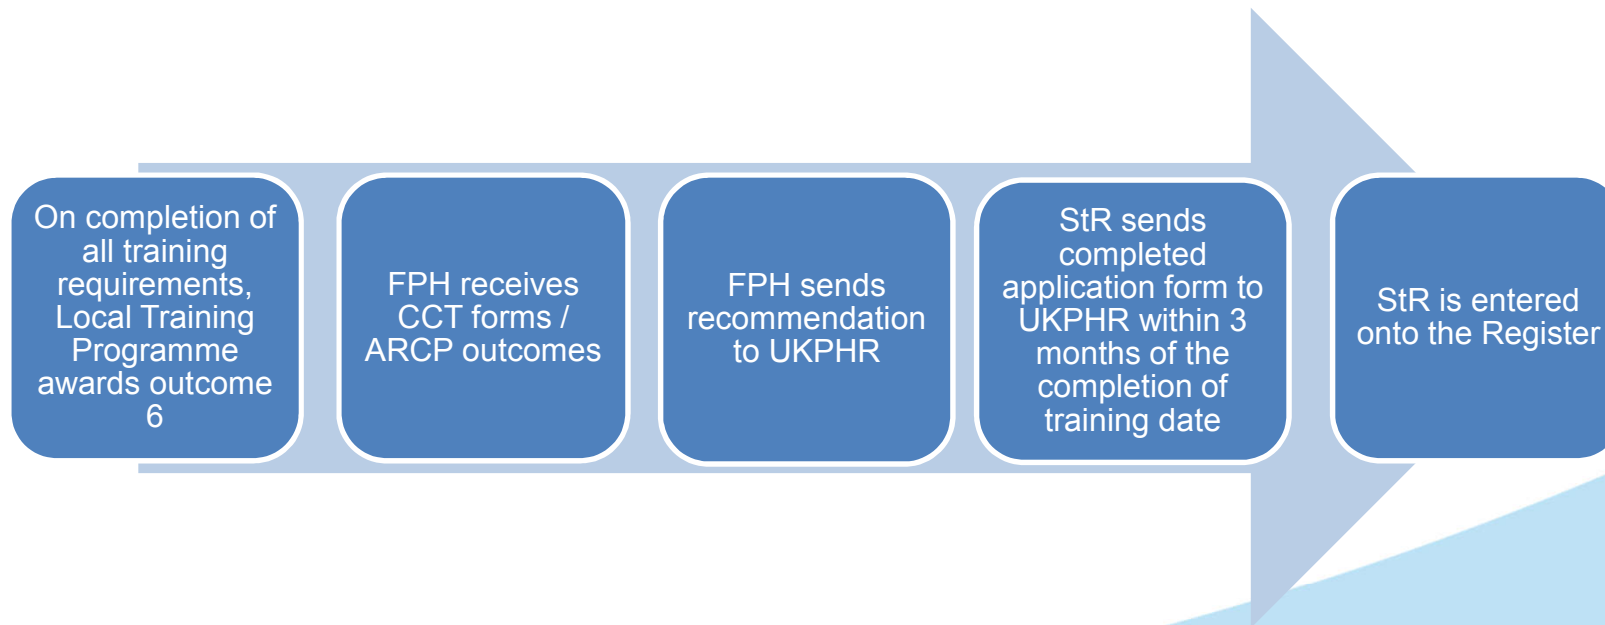 On completion of
all training
requirements,
Local Training
Programme
awards outcome
6
FPH receives
CCT forms /
ARCP outcomes
FPH sends
recommendation
to UKPHR
StR sends
completed
application form to
UKPHR within 3
months of the
completion of
training date
StR is entered
onto the Register